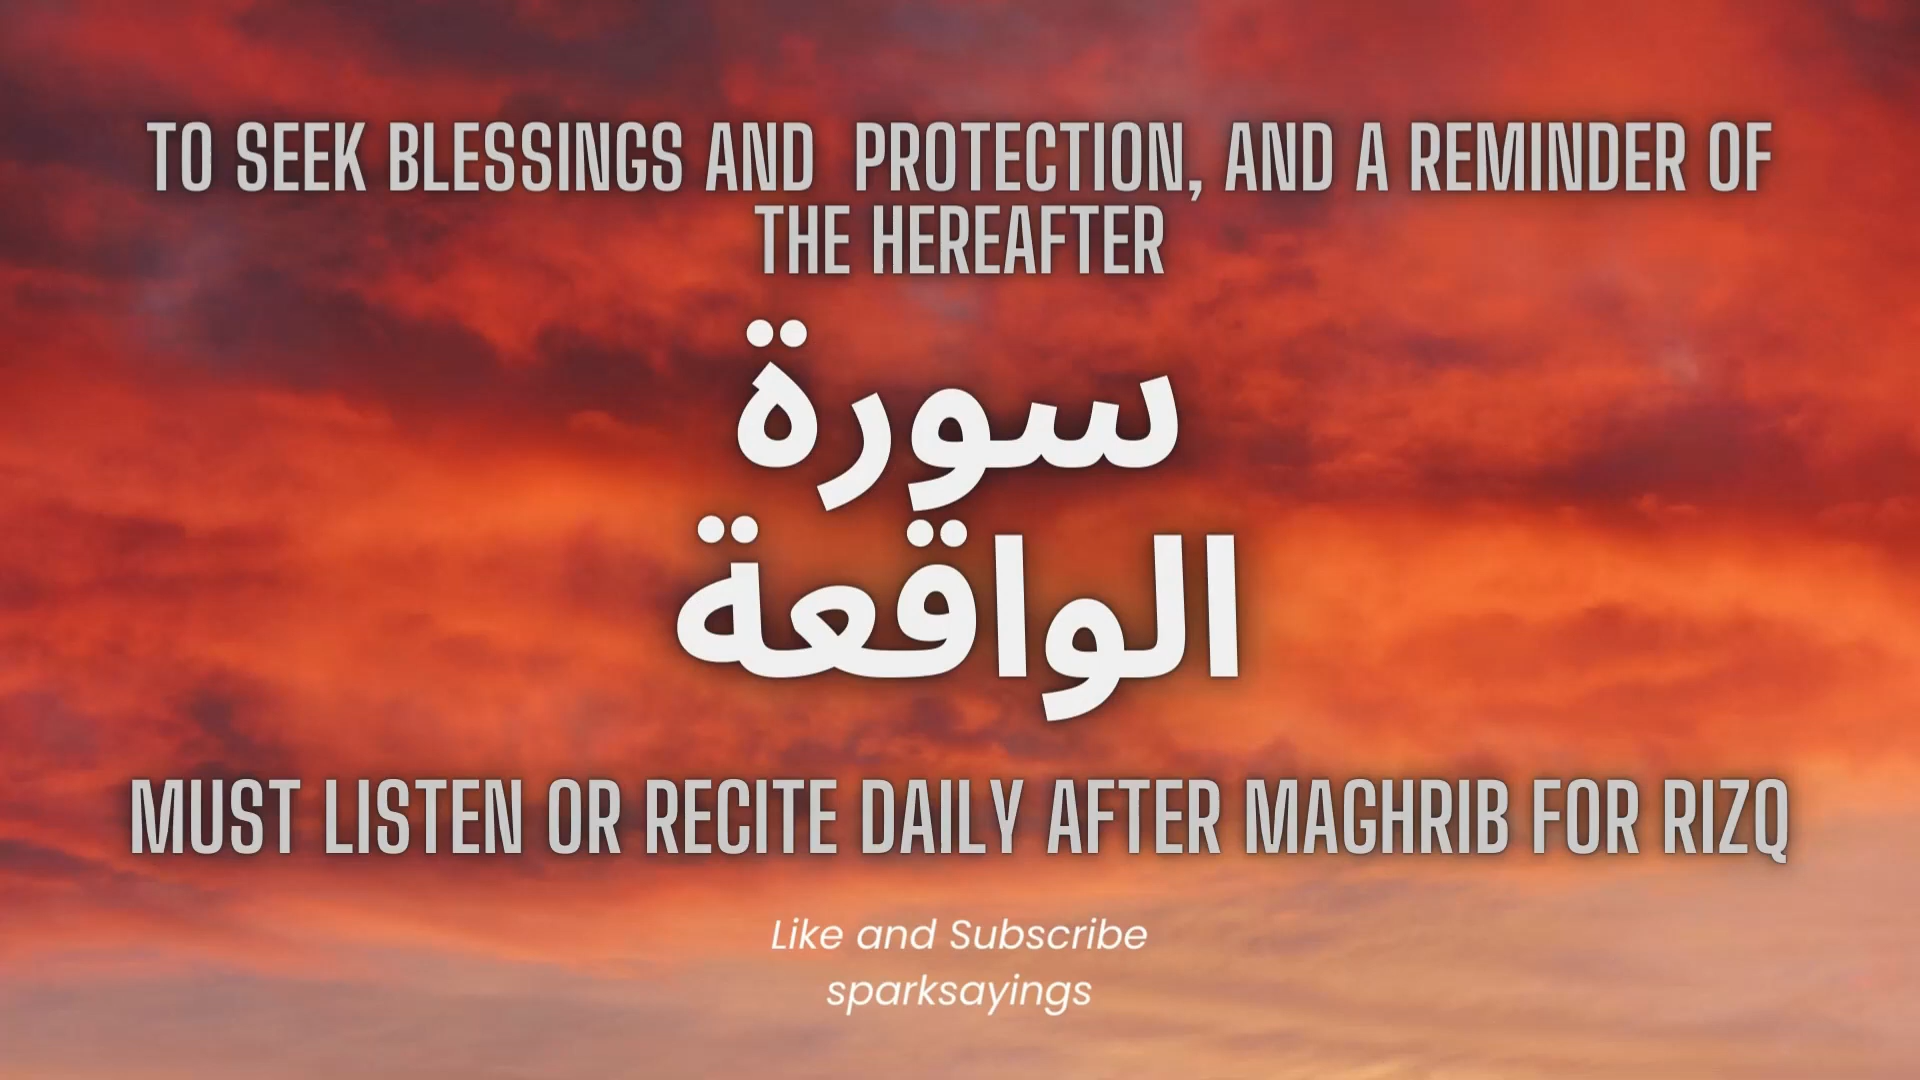 TO SEEK BLESSINGS AND PROTECTION, AND A REMINDER OF
THE HEREAFTER
سورة
الواقعة
MUST LISTEN OR RECITE DAILY AFTER MAGHRIB FOR RIZQ
Like and Subscribe
sparksayings